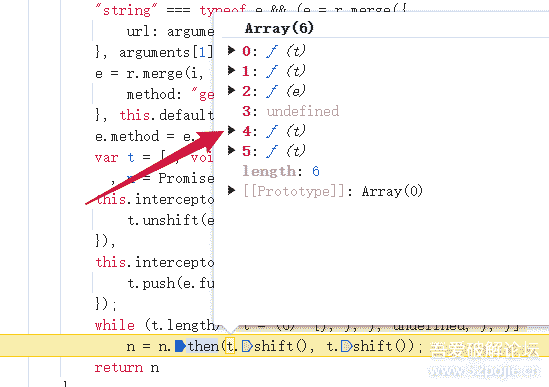 "string" === typeof e && (e = r.merge({
url: argume
}, arguments[1]
e = r.merge(i,
method: "ge
}, this.default
e.method = e.
var t = [ voi
, n = Promise
this.intercepto
t.unshift(e
}),
this.intercepto
t.push(e.fu
});
while (t.length
n = n.then(t.shift(), t.shift());
return n
Array(6)
0: ƒ (t)
1: ƒ (t)
2: ƒ (e)
3: undefined
4: ƒ (t)
5: ƒ (t)
length: 6
[[Prototype]]: Array(0)
吾爱破解论坛
www.52pojie.cn